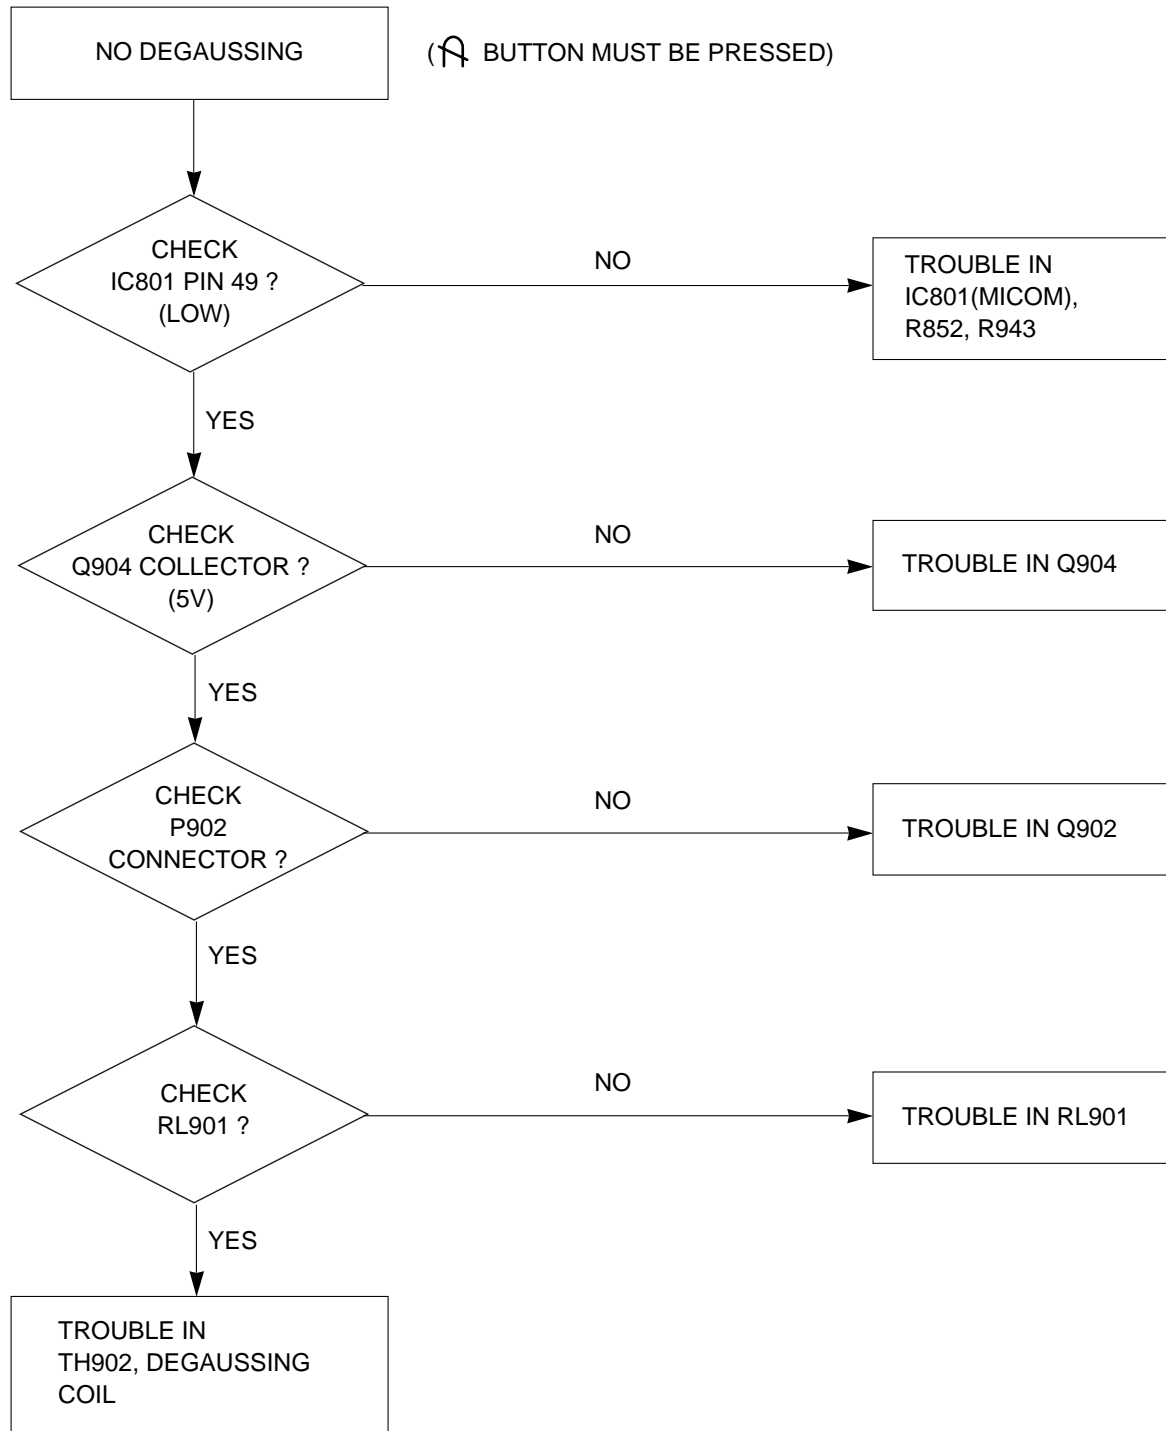 NO DEGAUSSING
( BUTTON MUST BE PRESSED)
CHECK
IC801 PIN 49 ?
(LOW)
NO
TROUBLE IN
IC801(MICOM),
R852, R943
YES
CHECK
Q904 COLLECTOR ?
(5V)
NO
TROUBLE IN Q904
YES
CHECK
P902
CONNECTOR ?
NO
TROUBLE IN Q902
YES
CHECK
RL901 ?
NO
TROUBLE IN RL901
YES
TROUBLE IN
TH902, DEGAUSSING
COIL